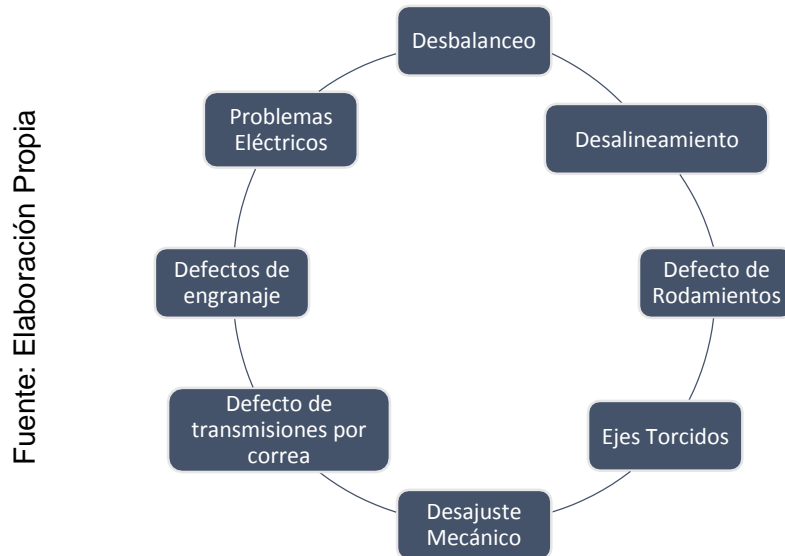 Desbalanceo
Desalineamiento
Defecto de
Rodamientos
Ejes Torcidos
Desajuste
Mecánico
Defecto de
transmisiones por
correa
Defectos de
engranaje
Problemas
Eléctricos
Fuente: Elaboración Propia